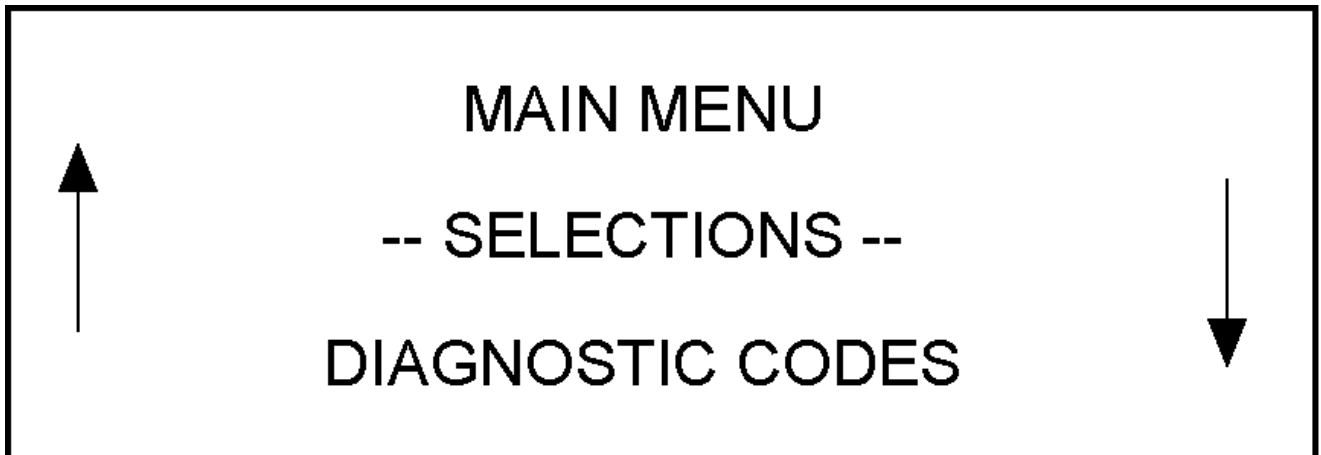 MAIN MENU
-- SELECTIONS --
DIAGNOSTIC CODES